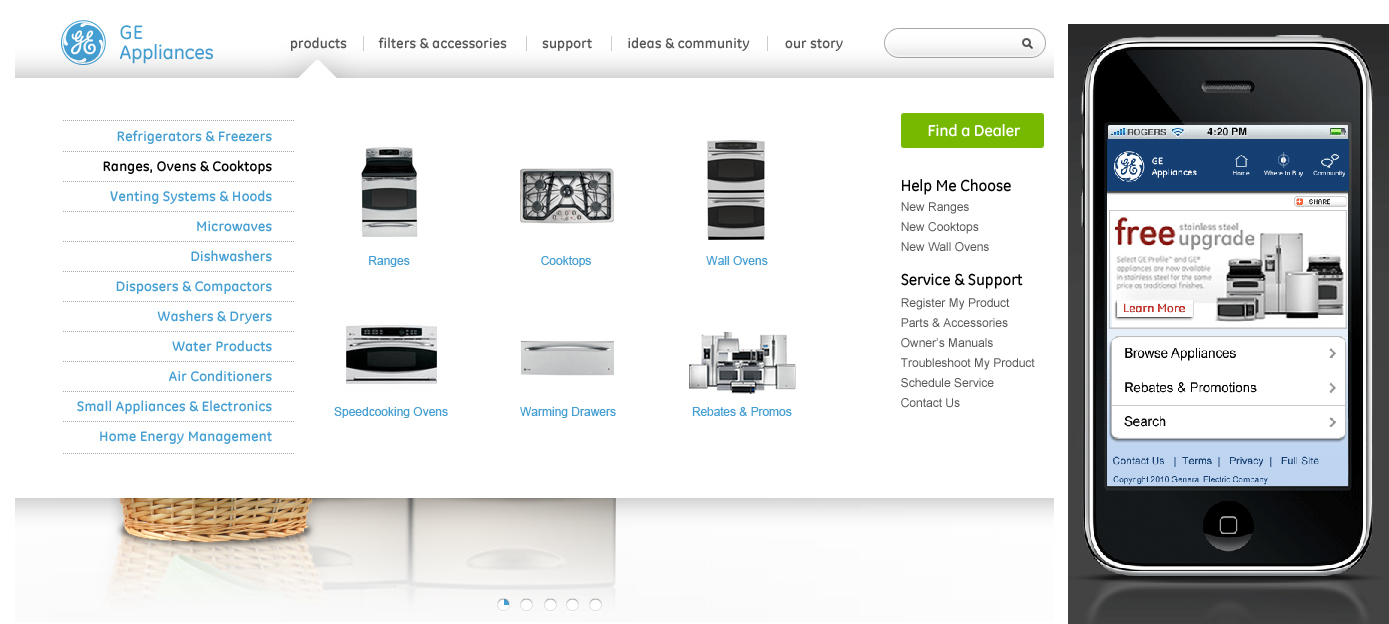 GE
Appliances
products
filters & accessories
support
ideas & community
our story
Refrigerators & Freezers
Ranges, Ovens & Cooktops
Venting Systems & Hoods
Microwaves
Dishwashers
Disposers & Compactors
Washers & Dryers
Water Products
Air Conditioners
Small Appliances & Electronics
Home Energy Management
Ranges
Cooktops
Wall Ovens
Speedcooking Ovens
Warming Drawers
Rebates & Promos
Find a Dealer
Help Me Choose
New Ranges
New Cooktops
New Wall Ovens
Service & Support
Register My Product
Parts & Accessories
Owner's Manuals
Troubleshoot My Product
Schedule Service
Contact Us
ROGERS 4:20 PM
GE
Appliances
Home
Where to Buy
Community
SHARE
free stainless steel
upgrade
Select GE Profile™ and GE®
appliances are now available
in stainless steel for the same
price as traditional finishes.
Learn More
Browse Appliances
Rebates & Promotions
Search
Contact Us | Terms | Privacy | Full Site
Copyright 2010 General Electric Company